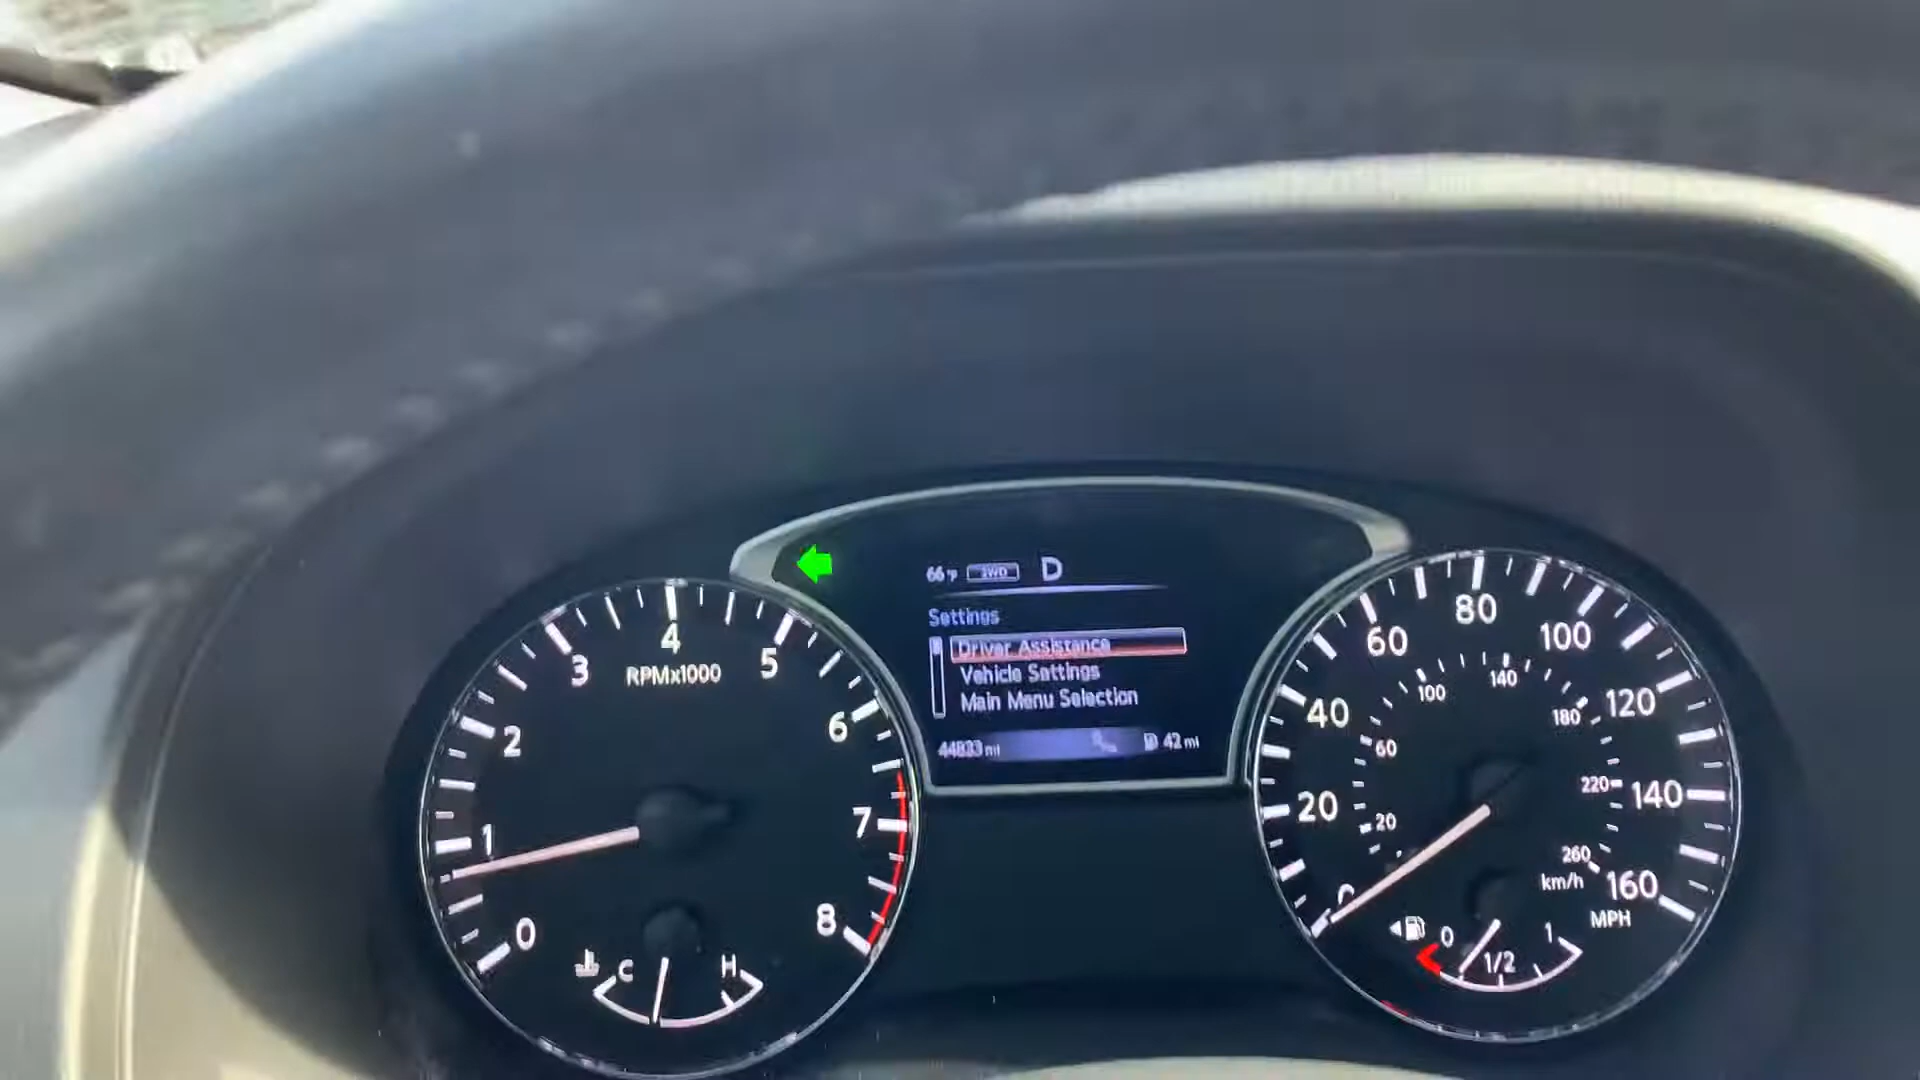 66°F 2WD D
Settings
Driver Assistance
Vehicle Settings
Main Menu Selection
44833 mi 42 mi
0 1 2 3 4 5 6 7 8
RPMx1000
C H
0 20 40 60 80 100 120 140 160
20 60 100 140 180 220 260
km/h
MPH
0 1/2 1